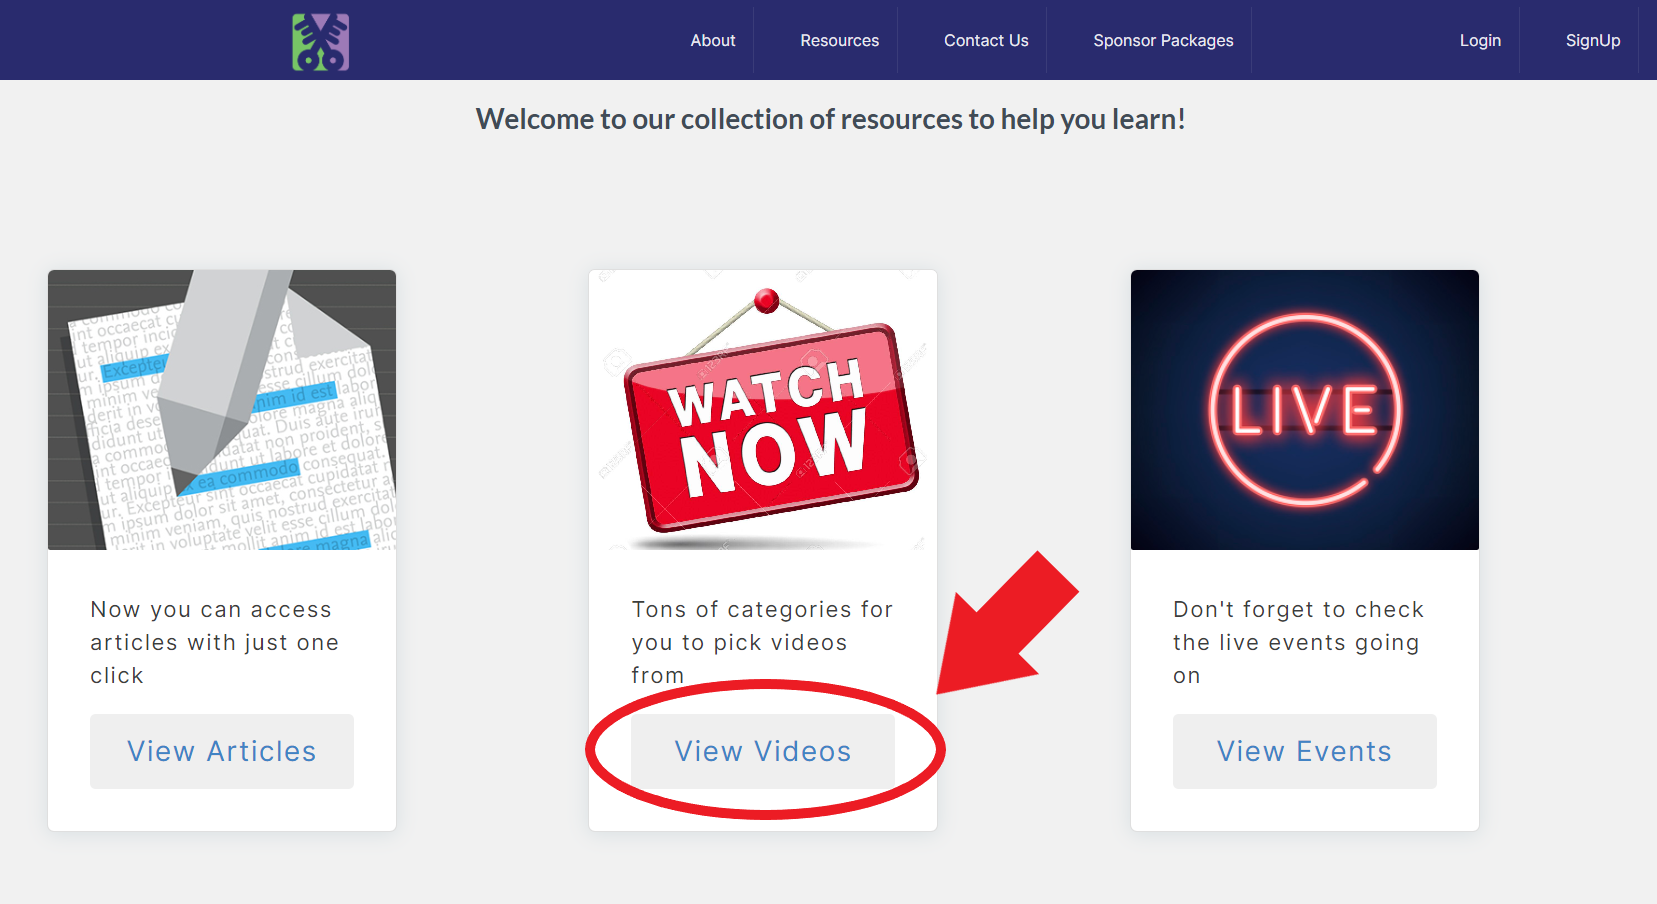 About Resources Contact Us Sponsor Packages Login SignUp
Welcome to our collection of resources to help you learn!
WATCH
NOW
LIVE
Now you can access
articles with just one
click
View Articles
Tons of categories for
you to pick videos
from
View Videos
Don't forget to check
the live events going
on
View Events